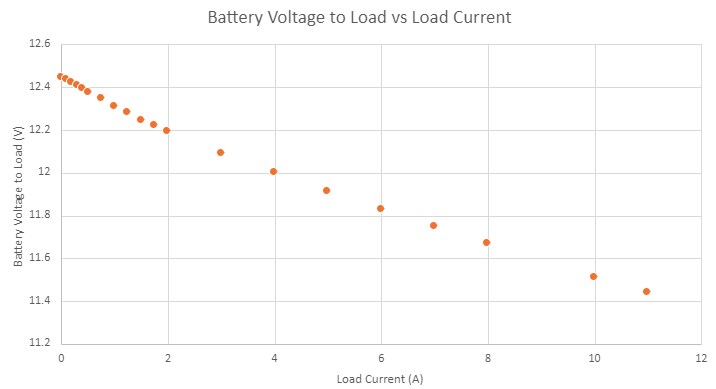 Battery Voltage to Load vs Load Current
12.6
12.4
12.2
12
11.8
11.6
11.4
11.2
Battery Voltage to Load (V)
0 2 4 6 8 10 12
Load Current (A)